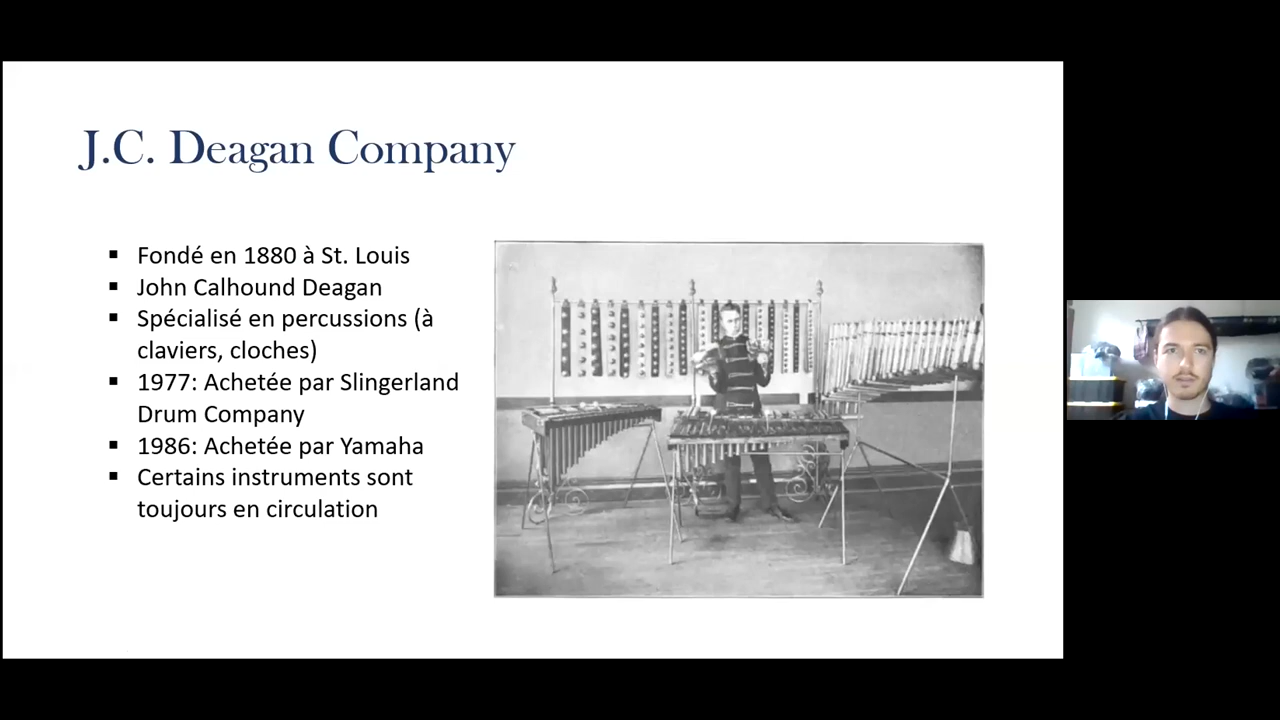 J.C. Deagan Company
▪ Fondé en 1880 à St. Louis
▪ John Calhound Deagan
▪ Spécialisé en percussions (à
claviers, cloches)
▪ 1977: Achetée par Slingerland
Drum Company
▪ 1986: Achetée par Yamaha
▪ Certains instruments sont
toujours en circulation